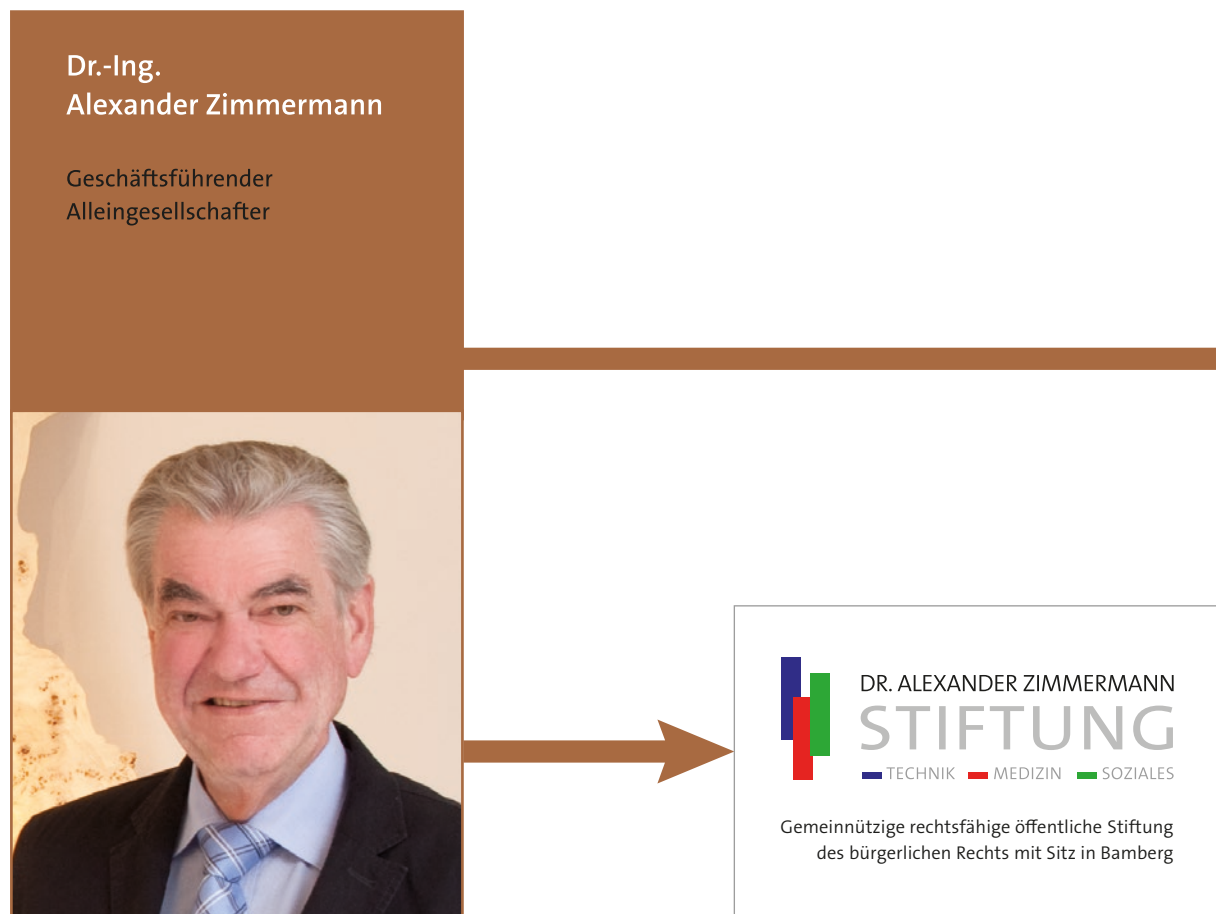 Dr.-Ing.
Alexander Zimmermann
Geschäftsführender
Alleingesellschafter
DR. ALEXANDER ZIMMERMANN
STIFTUNG
TECHNIK MEDIZIN SOZIALES
Gemeinnützige rechtsfähige öffentliche Stiftung
des bürgerlichen Rechts mit Sitz in Bamberg